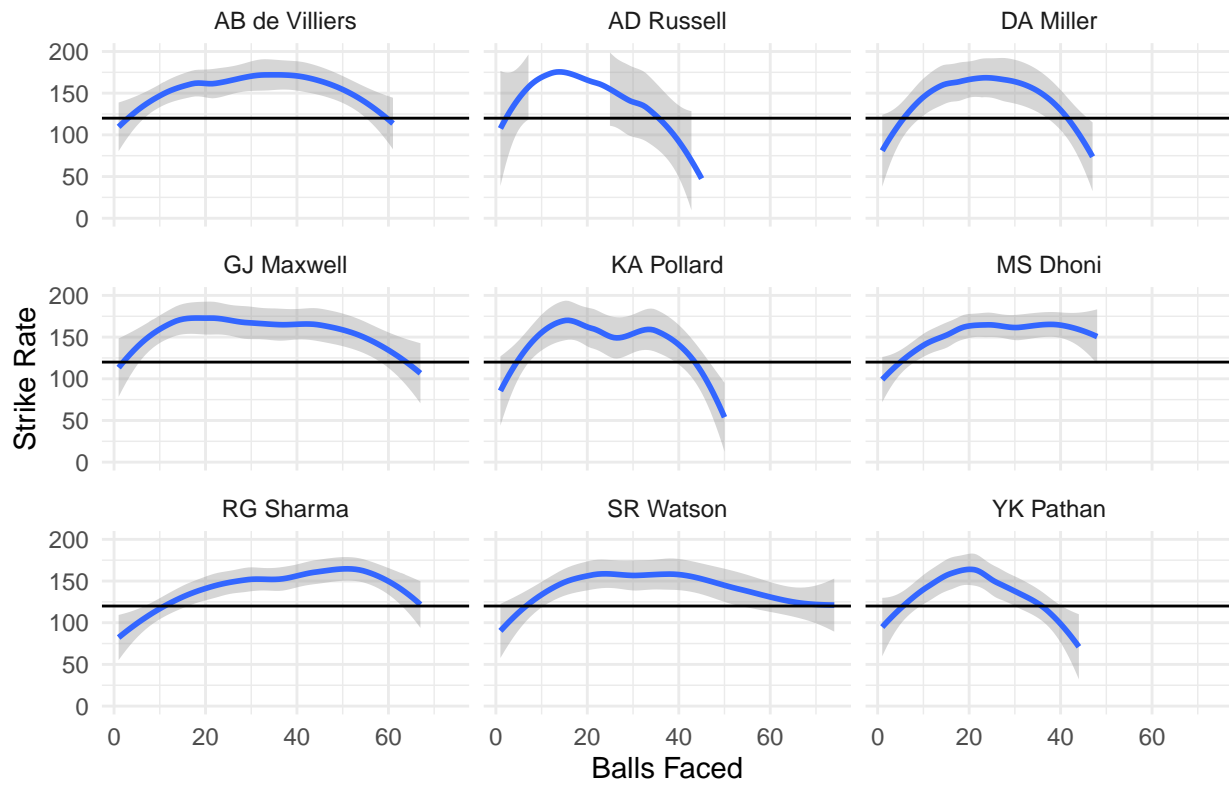 AB de Villiers
AD Russell
DA Miller
200
150
100
50
0
GJ Maxwell
KA Pollard
MS Dhoni
200
150
100
50
0
Strike Rate
RG Sharma
SR Watson
YK Pathan
200
150
100
50
0
0 20 40 60
0 20 40 60
0 20 40 60
Balls Faced